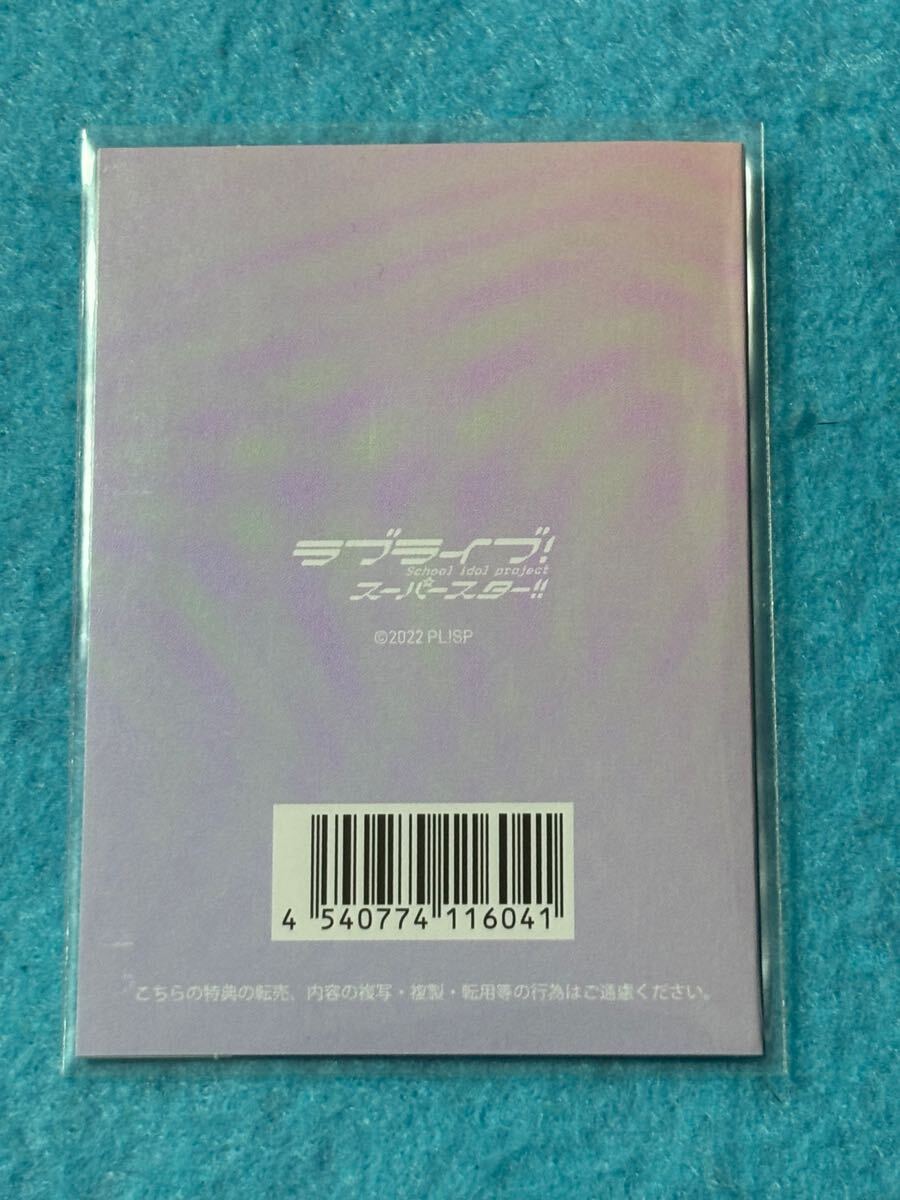 ラブライブ!
School idol project
スーパースター!!
©2022 PL!SP
4 540774 116041
こちらの特典の転売、内容の複写・複製・転用等の行為はご遠慮ください。